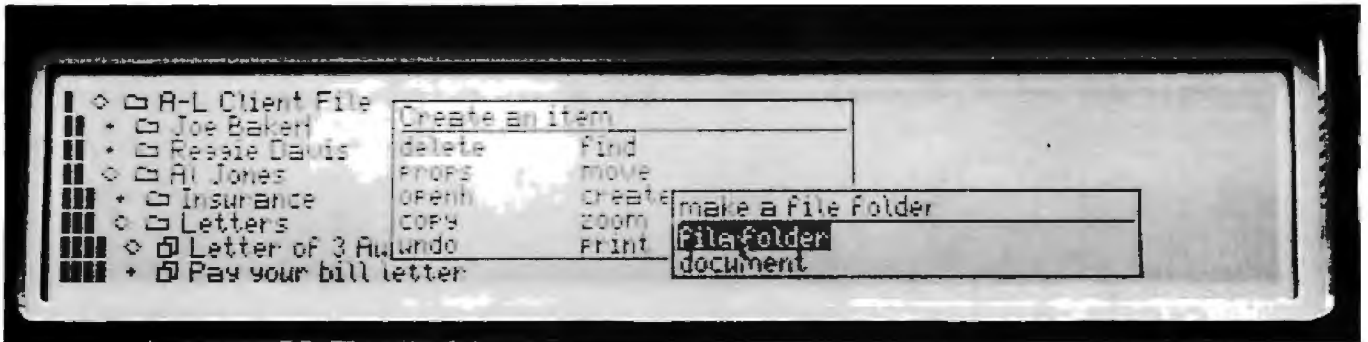 A-L Client File
Joe Baker
Reggie Davis
Al Jones
Insurance
Letters
Letter of 3 Au
Pay your bill letter
Create an item
delete find
props move
openh create
copy zoom
undo print
make a file folder
file folder
document